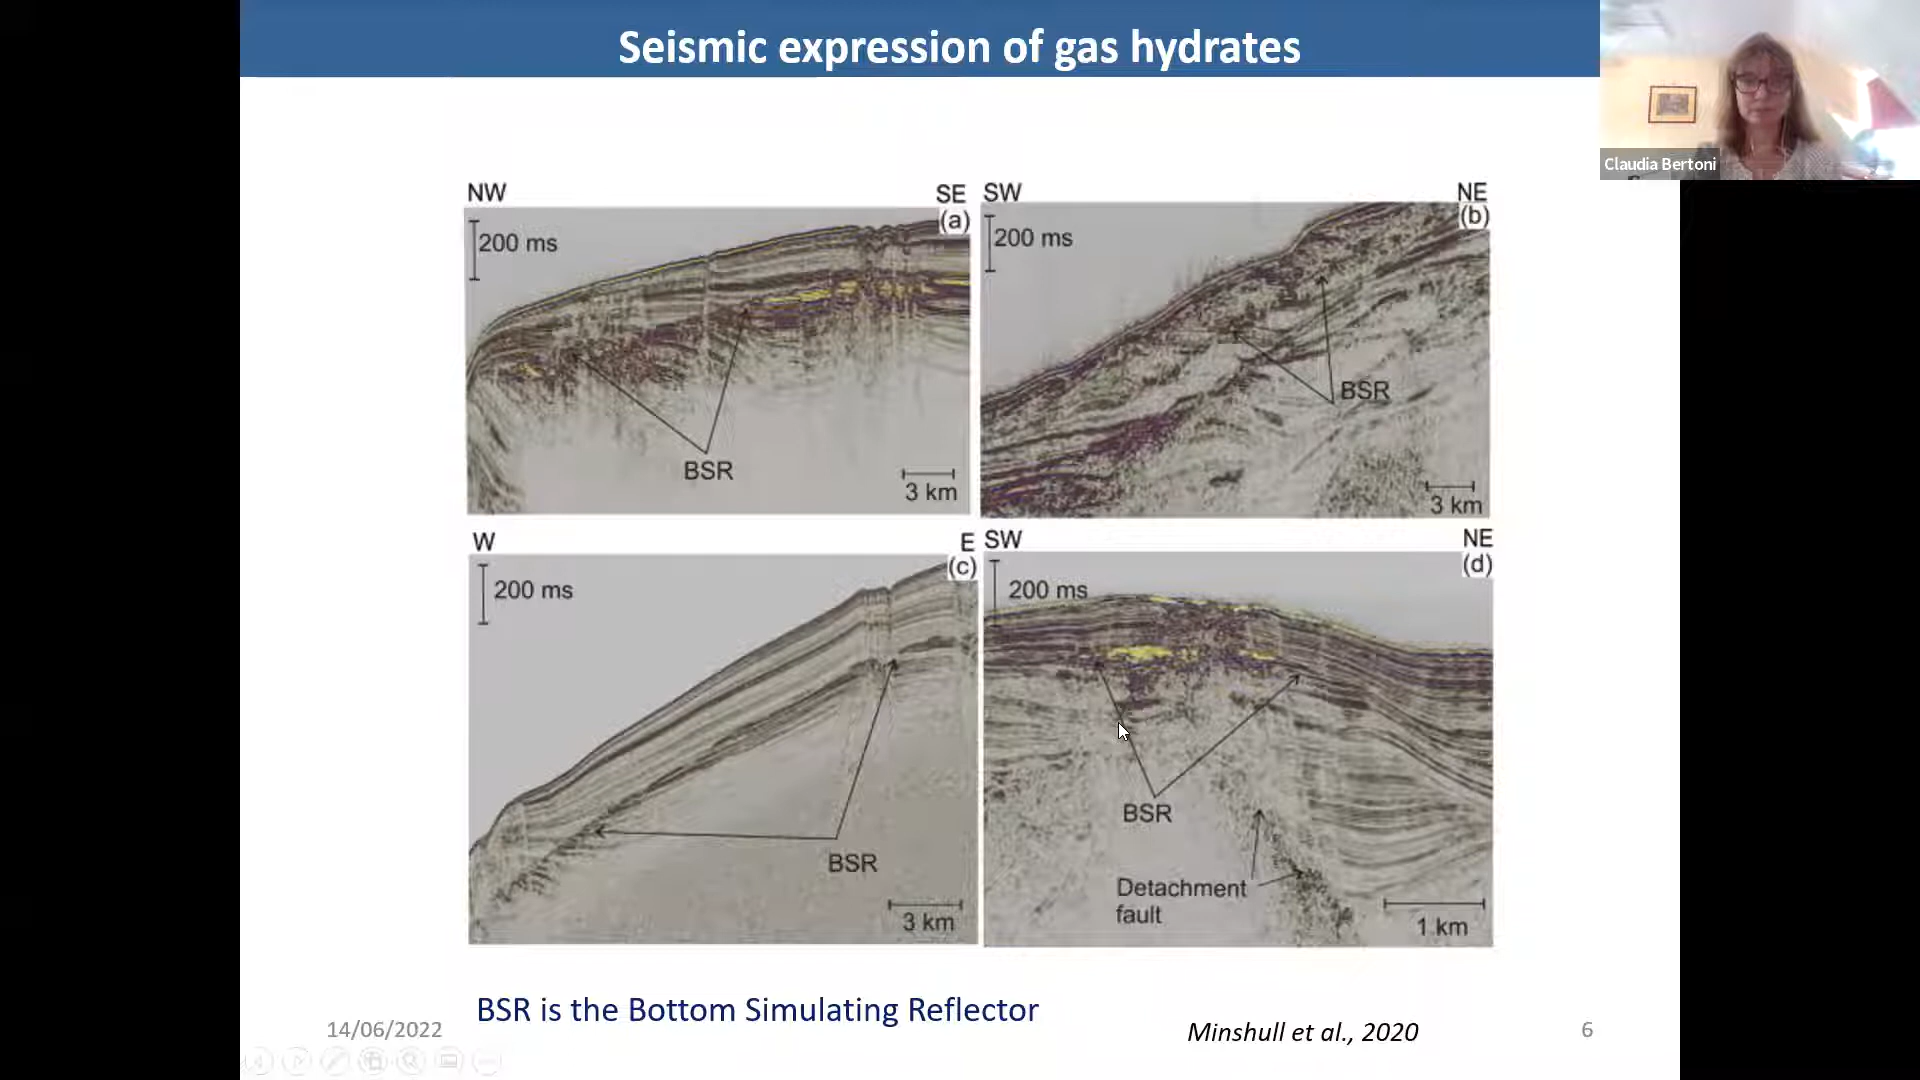 Seismic expression of gas hydrates
Claudia Bertoni
NW SE
(a)
200 ms
BSR
3 km
SW NE
(b)
200 ms
BSR
3 km
W E
(c)
200 ms
BSR
3 km
SW NE
(d)
200 ms
BSR
Detachment
fault
1 km
BSR is the Bottom Simulating Reflector
14/06/2022
Minshull et al., 2020
6